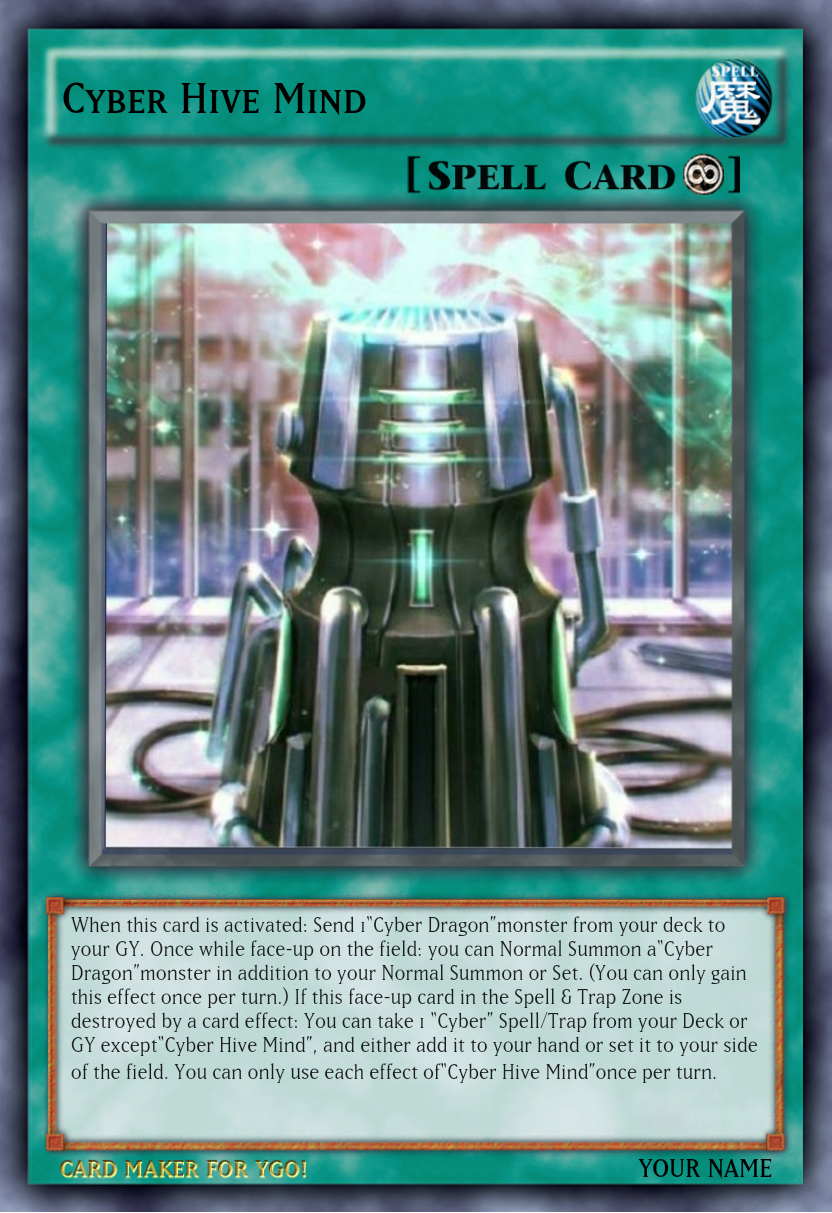 Cyber Hive Mind
SPELL
魔
[Spell Card]
When this card is activated: Send 1"Cyber Dragon"monster from your deck to
your GY. Once while face-up on the field: you can Normal Summon a"Cyber
Dragon"monster in addition to your Normal Summon or Set. (You can only gain
this effect once per turn.) If this face-up card in the Spell & Trap Zone is
destroyed by a card effect: You can take 1 "Cyber" Spell/Trap from your Deck or
GY except"Cyber Hive Mind", and either add it to your hand or set it to your side
of the field. You can only use each effect of"Cyber Hive Mind"once per turn.
CARD MAKER FOR YGO!
YOUR NAME